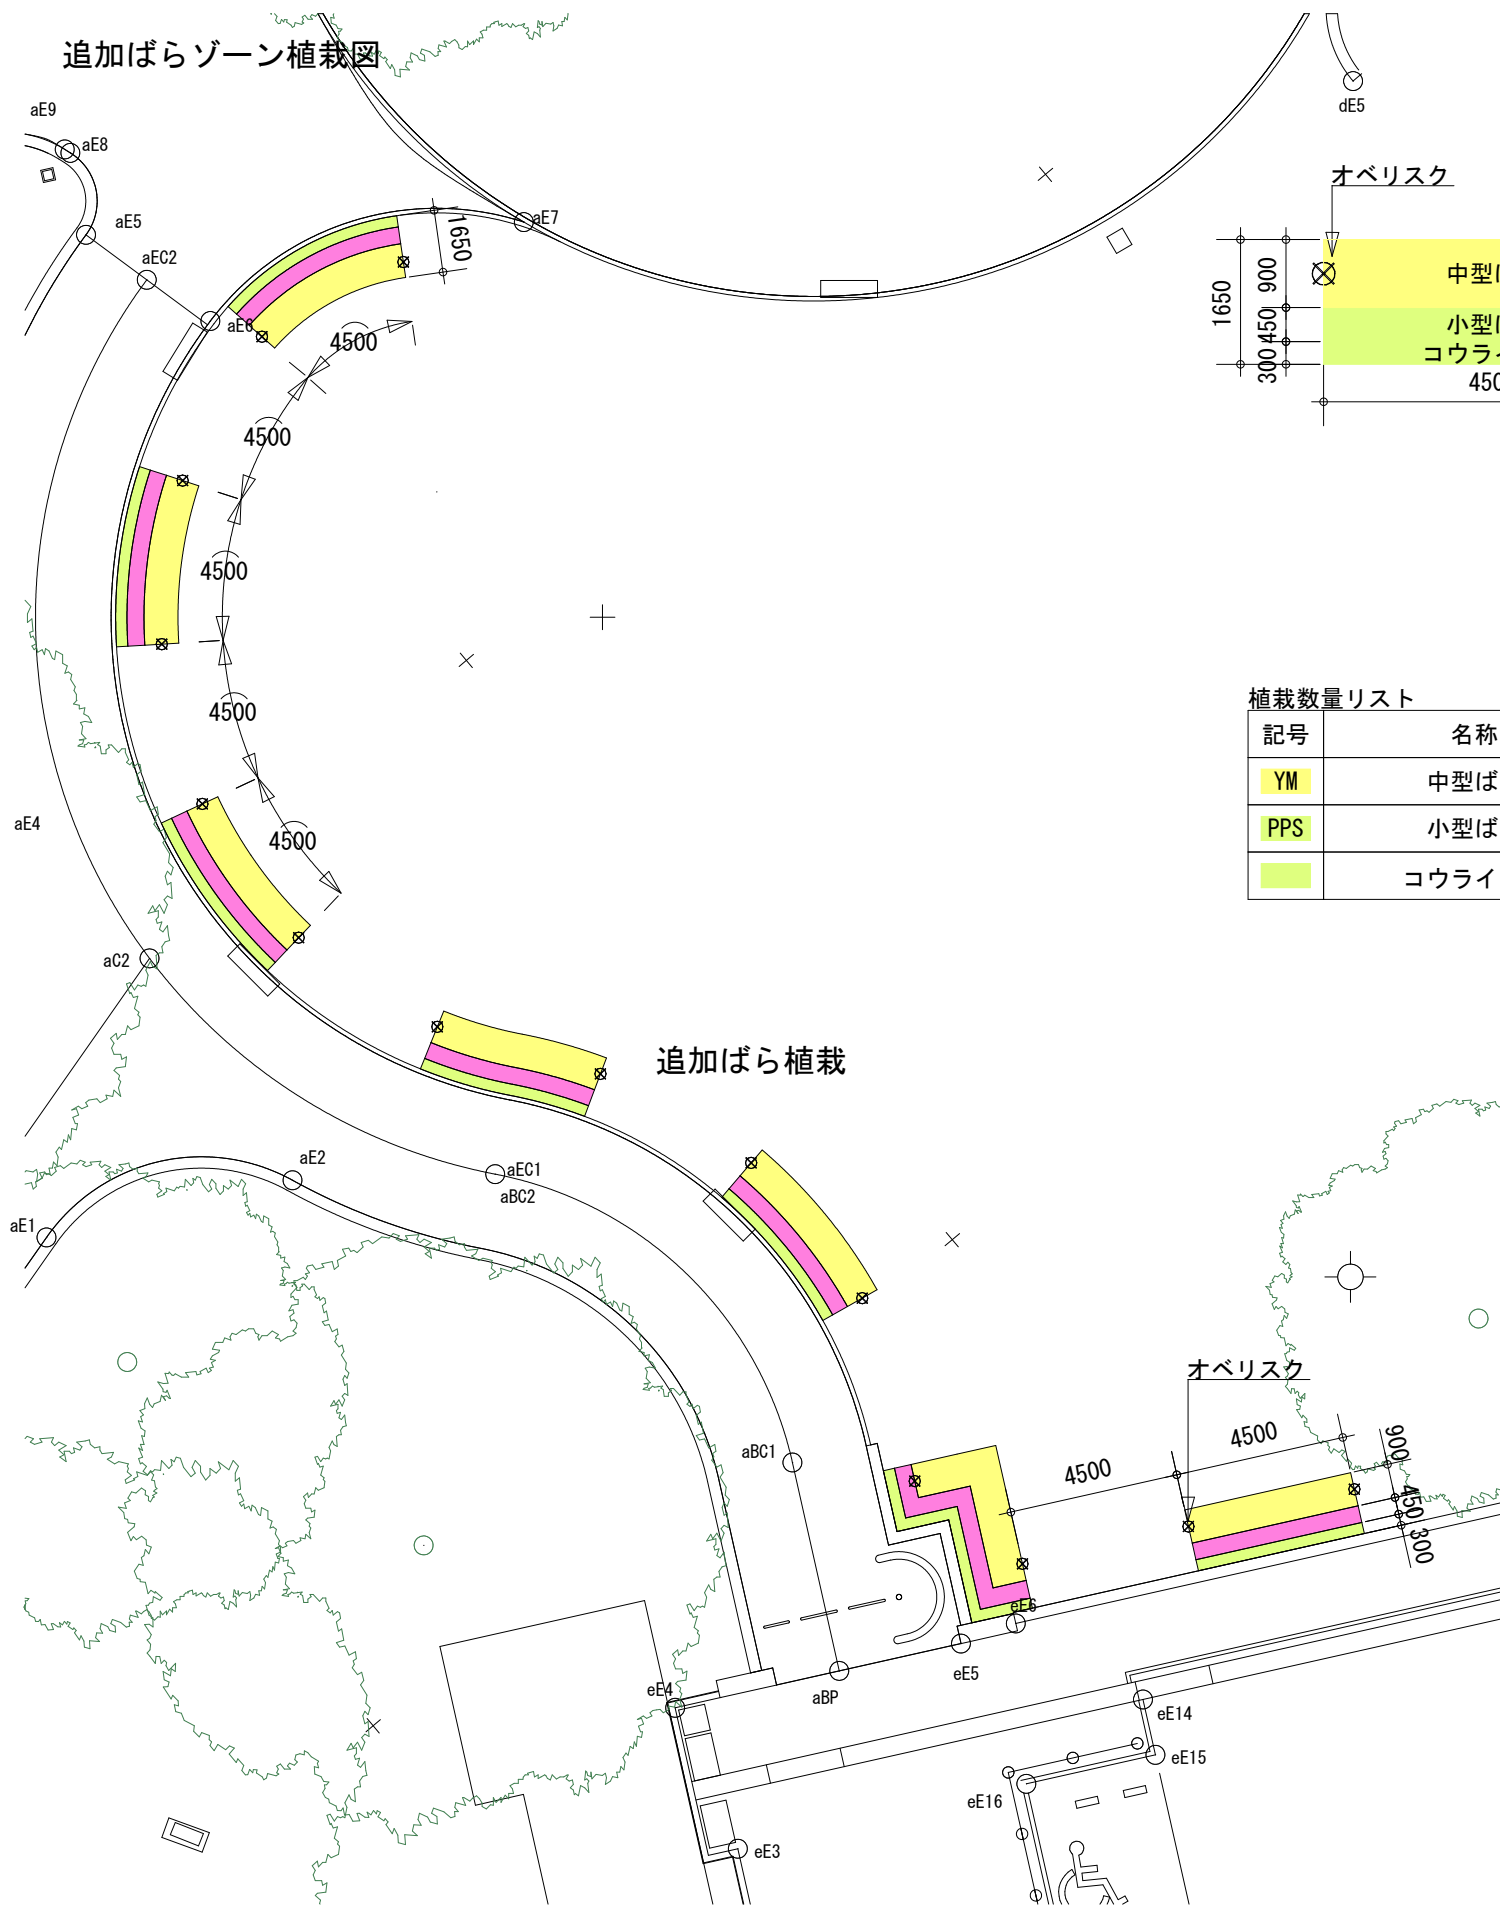 追加ばらゾーン植栽図
aE9
aE8
dE5
aE5
aE7
aEC2
1650
オベリスク
aE6
4500
1650
900
450
300
中型
小型
コウラ
450
4500
4500
4500
4500
植栽数量リスト
記号 名称
YM 中型ば
PPS 小型ば
コウライ
aE4
aC2
追加ばら植栽
aE2
aEC1
aBC2
aE1
オベリスク
aBC1
4500
4500
900
450
300
eE6
eE5
eE4
aBP
eE14
eE15
eE16
eE3